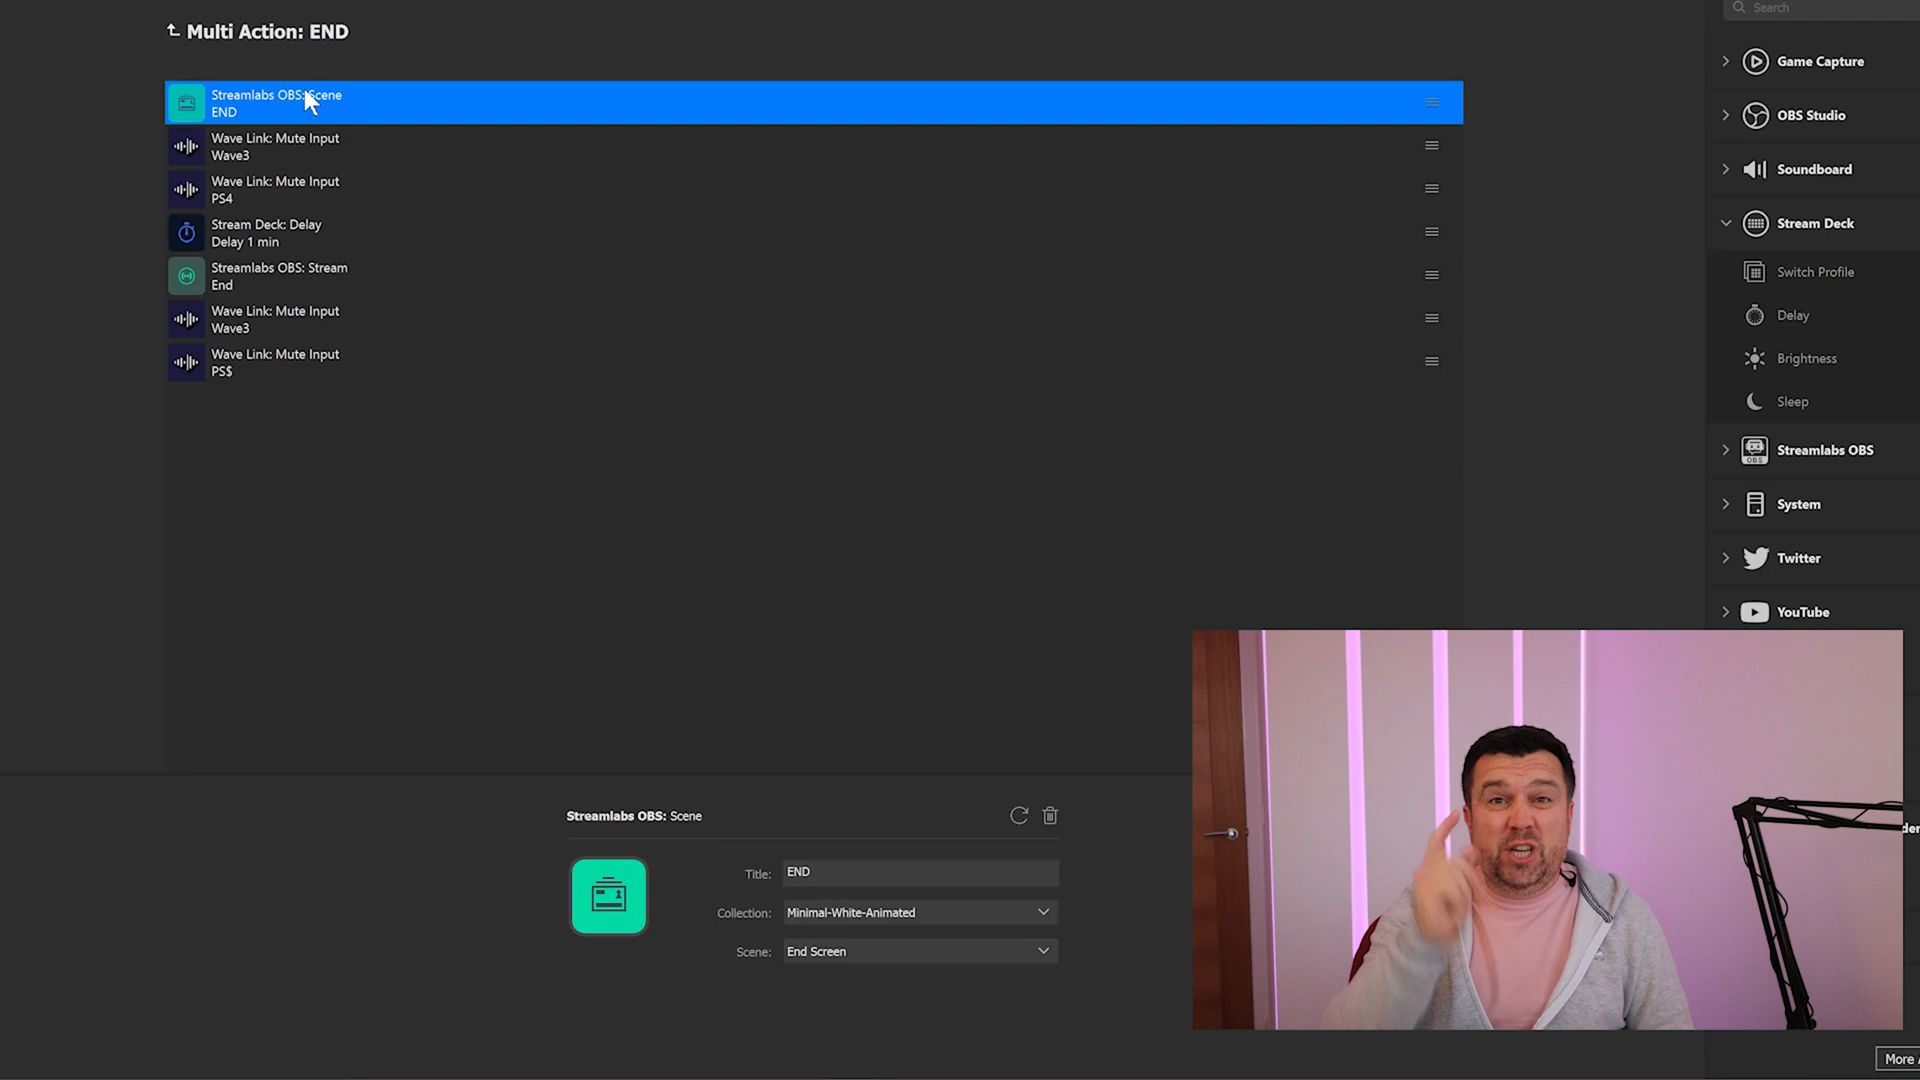 Multi Action: END
Streamlabs OBS: Scene
END
Wave Link: Mute Input
Wave3
Wave Link: Mute Input
PS4
Stream Deck: Delay
Delay 1 min
Streamlabs OBS: Stream
End
Wave Link: Mute Input
Wave3
Wave Link: Mute Input
PS$
Search
Game Capture
OBS Studio
Soundboard
Stream Deck
Switch Profile
Delay
Brightness
Sleep
OBS
Streamlabs OBS
System
Twitter
YouTube
Streamlabs OBS: Scene
Title: END
Collection: Minimal-White-Animated
Scene: End Screen
More